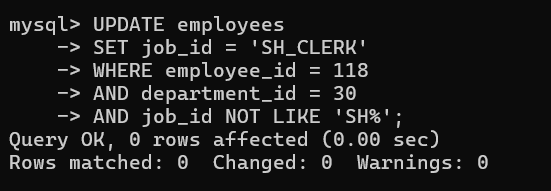 mysql> UPDATE employees
    -> SET job_id = 'SH_CLERK'
    -> WHERE employee_id = 118
    -> AND department_id = 30
    -> AND job_id NOT LIKE 'SH%';
Query OK, 0 rows affected (0.00 sec)
Rows matched: 0  Changed: 0  Warnings: 0